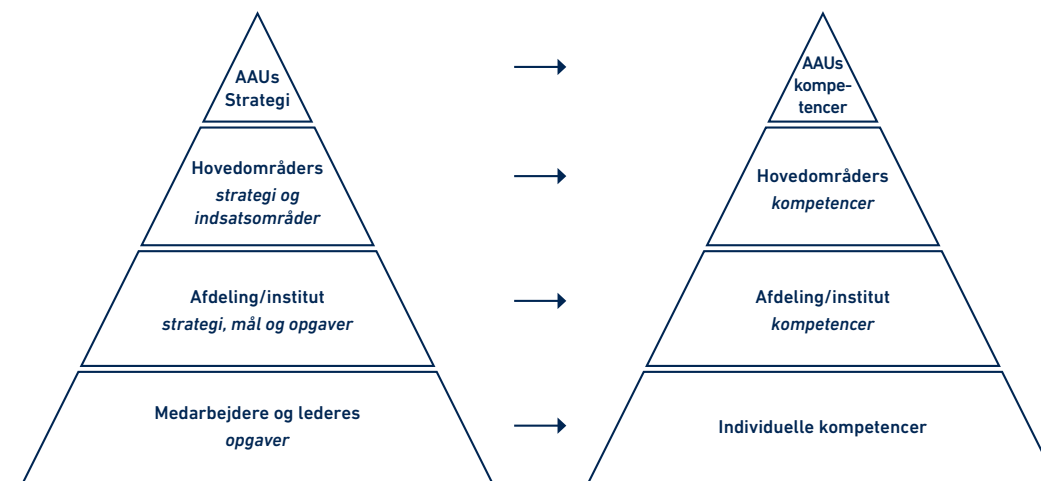 AAUs
Strategi
Hovedområders
strategi og
indsatsområder
Afdeling/institut
strategi, mål og opgaver
Medarbejdere og lederes
opgaver
AAUs
kompe-
tencer
Hovedområders
kompetencer
Afdeling/institut
kompetencer
Individuelle kompetencer